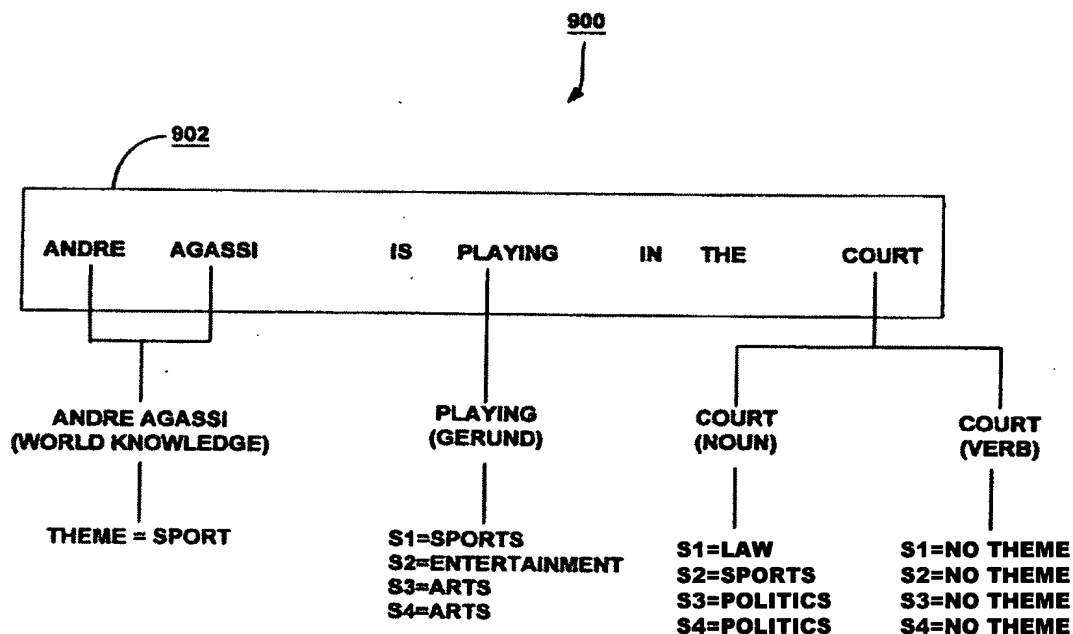 900
902
ANDRE AGASSI IS PLAYING IN THE COURT
ANDRE AGASSI
(WORLD KNOWLEDGE)
THEME = SPORT
PLAYING
(GERUND)
S1=SPORTS
S2=ENTERTAINMENT
S3=ARTS
S4=ARTS
COURT
(NOUN)
S1=LAW
S2=SPORTS
S3=POLITICS
S4=POLITICS
COURT
(VERB)
S1=NO THEME
S2=NO THEME
S3=NO THEME
S4=NO THEME